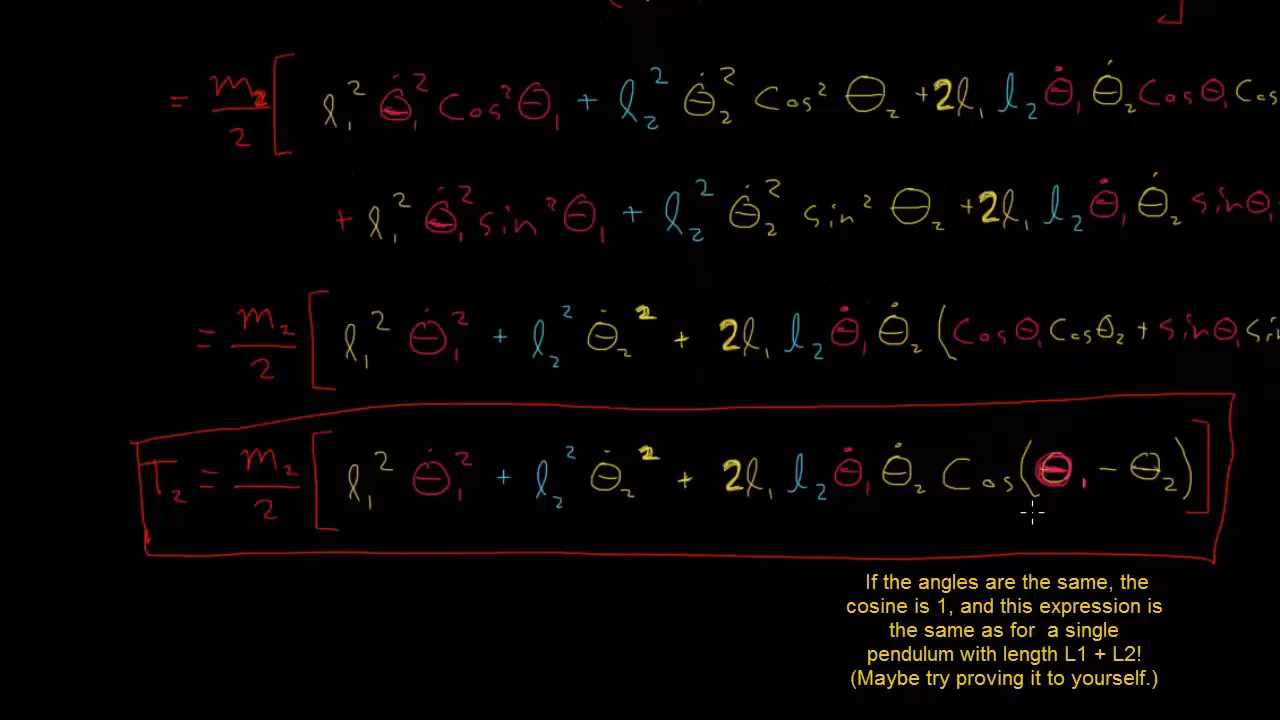 = m₂/2 [ l₁² θ̇₁² Cos² θ₁ + l₂² θ̇₂² Cos² θ₂ + 2l₁ l₂ θ̇₁ θ̇₂ Cos θ₁ Cos
+ l₁² θ̇₁² sin² θ₁ + l₂² θ̇₂² sin² θ₂ + 2l₁ l₂ θ̇₁ θ̇₂ sin θ₁
= m₂/2 [ l₁² θ̇₁² + l₂² θ̇₂² + 2l₁ l₂ θ̇₁ θ̇₂ (Cos θ₁ Cos θ₂ + sin θ₁ sin
T₂ = m₂/2 [ l₁² θ̇₁² + l₂² θ̇₂² + 2l₁ l₂ θ̇₁ θ̇₂ Cos(θ₁ - θ₂) ]
If the angles are the same, the
cosine is 1, and this expression is
the same as for a single
pendulum with length L1 + L2!
(Maybe try proving it to yourself.)